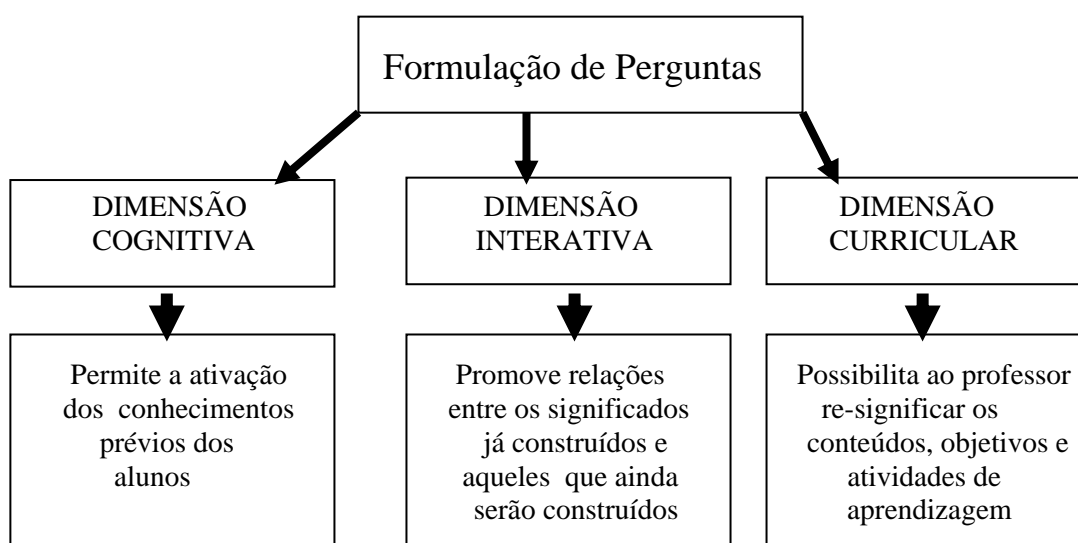 Formulação de Perguntas
DIMENSÃO
COGNITIVA
DIMENSÃO
INTERATIVA
DIMENSÃO
CURRICULAR
Permite a ativação
dos conhecimentos
prévios dos
alunos
Promove relações
entre os significados
já construídos e
aqueles que ainda
serão construídos
Possibilita ao professor
re-significar os
conteúdos, objetivos e
atividades de
aprendizagem